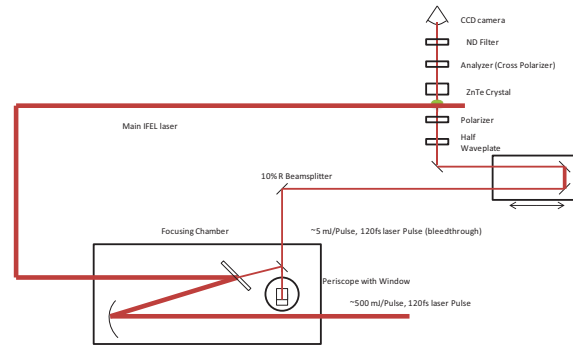 CCD camera
ND Filter
Analyzer (Cross Polarizer)
ZnTe Crystal
Main IFEL laser
Polarizer
Half
Waveplate
10%R Beamsplitter
Focusing Chamber
~5 mJ/Pulse, 120fs laser Pulse (bleedthrough)
Periscope with Window
~500 mJ/Pulse, 120fs laser Pulse